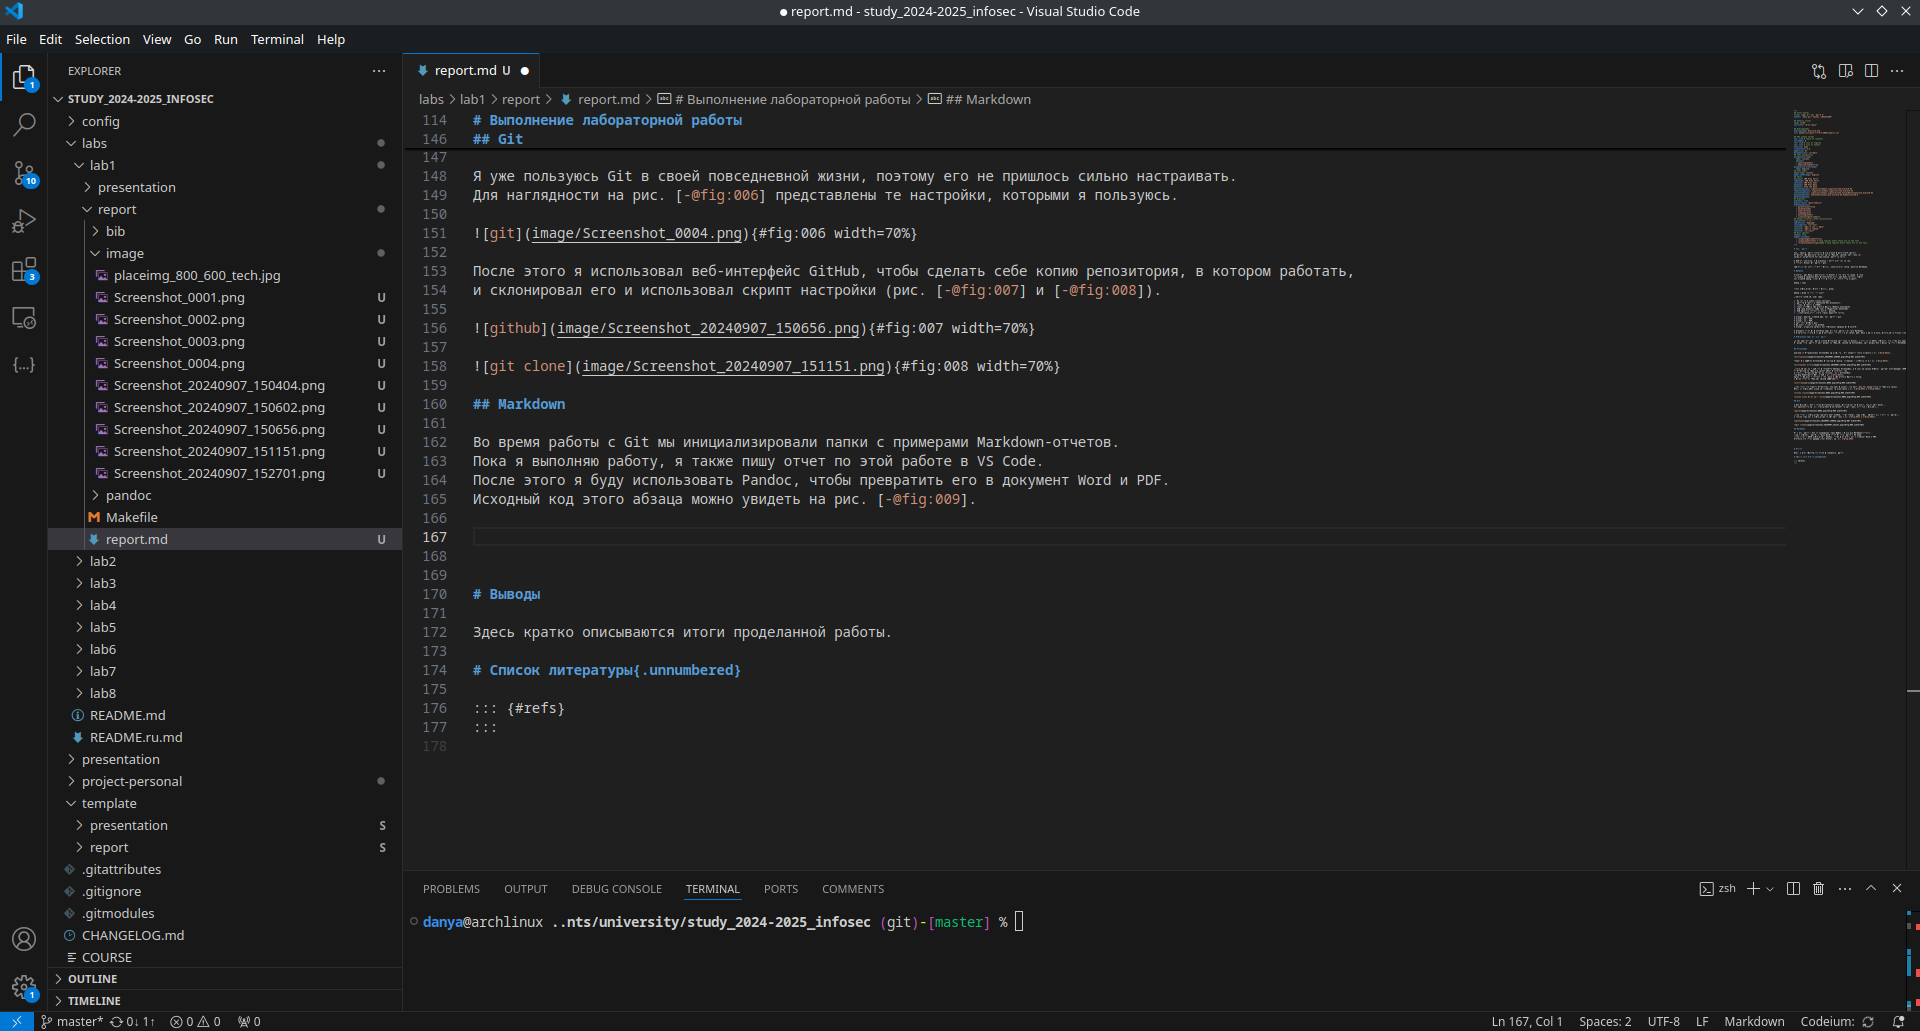 report.md - study_2024-2025_infosec - Visual Studio Code
File Edit Selection View Go Run Terminal Help
EXPLORER
report.md U
STUDY_2024-2025_INFOSEC
labs > lab1 > report > report.md > # Выполнение лабораторной работы > ## Markdown
config
labs
lab1
presentation
report
bib
image
placeimg_800_600_tech.jpg
Screenshot_0001.png U
Screenshot_0002.png U
Screenshot_0003.png U
Screenshot_0004.png U
Screenshot_20240907_150404.png U
Screenshot_20240907_150602.png U
Screenshot_20240907_150656.png U
Screenshot_20240907_151151.png U
Screenshot_20240907_152701.png U
pandoc
Makefile
report.md U
lab2
lab3
lab4
lab5
lab6
lab7
lab8
README.md
README.ru.md
presentation
project-personal
template
presentation S
report S
.gitattributes
.gitignore
.gitmodules
CHANGELOG.md
COURSE
OUTLINE
TIMELINE
1
10
3
1
114 # Выполнение лабораторной работы
146 ## Git
147
148 Я уже пользуюсь Git в своей повседневной жизни, поэтому его не пришлось сильно настраивать.
149 Для наглядности на рис. [-@fig:006] представлены те настройки, которыми я пользуюсь.
150
151 ![git](image/Screenshot_0004.png){#fig:006 width=70%}
152
153 После этого я использовал веб-интерфейс GitHub, чтобы сделать себе копию репозитория, в котором работать,
154 и склонировал его и использовал скрипт настройки (рис. [-@fig:007] и [-@fig:008]).
155
156 ![github](image/Screenshot_20240907_150656.png){#fig:007 width=70%}
157
158 ![git clone](image/Screenshot_20240907_151151.png){#fig:008 width=70%}
159
160 ## Markdown
161
162 Во время работы с Git мы инициализировали папки с примерами Markdown-отчетов.
163 Пока я выполняю работу, я также пишу отчет по этой работе в VS Code.
164 После этого я буду использовать Pandoc, чтобы превратить его в документ Word и PDF.
165 Исходный код этого абзаца можно увидеть на рис. [-@fig:009].
166
167
168
169
170 # Выводы
171
172 Здесь кратко описываются итоги проделанной работы.
173
174 # Список литературы{.unnumbered}
175
176 ::: {#refs}
177 :::
178
PROBLEMS OUTPUT DEBUG CONSOLE TERMINAL PORTS COMMENTS
zsh
danya@archlinux ..nts/university/study_2024-2025_infosec (git)-[master] %
master* 0↓ 1↑ 0 0 0
Ln 167, Col 1 Spaces: 2 UTF-8 LF Markdown Codeium: